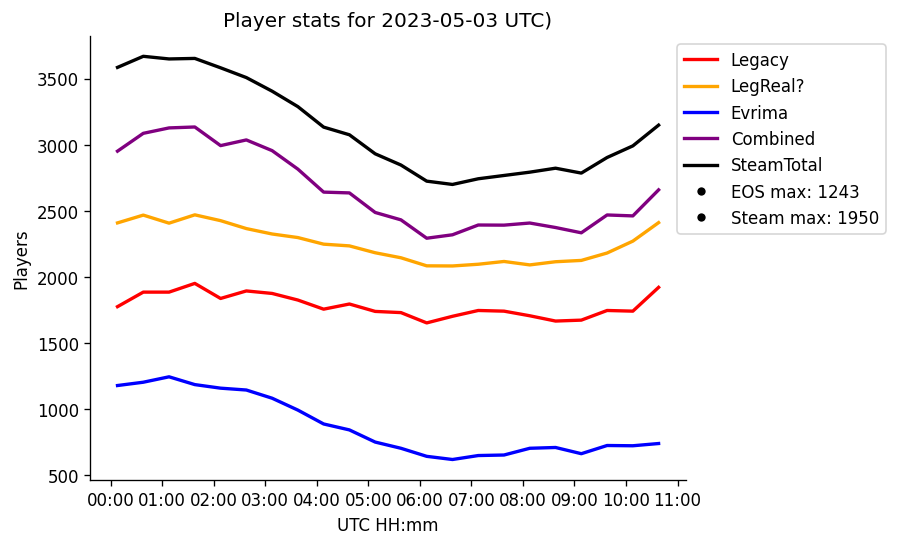 Player stats for 2023-05-03 UTC)
Legacy
LegReal?
Evrima
Combined
SteamTotal
EOS max: 1243
Steam max: 1950
Players
3500
3000
2500
2000
1500
1000
500
00:00 01:00 02:00 03:00 04:00 05:00 06:00 07:00 08:00 09:00 10:00 11:00
UTC HH:mm